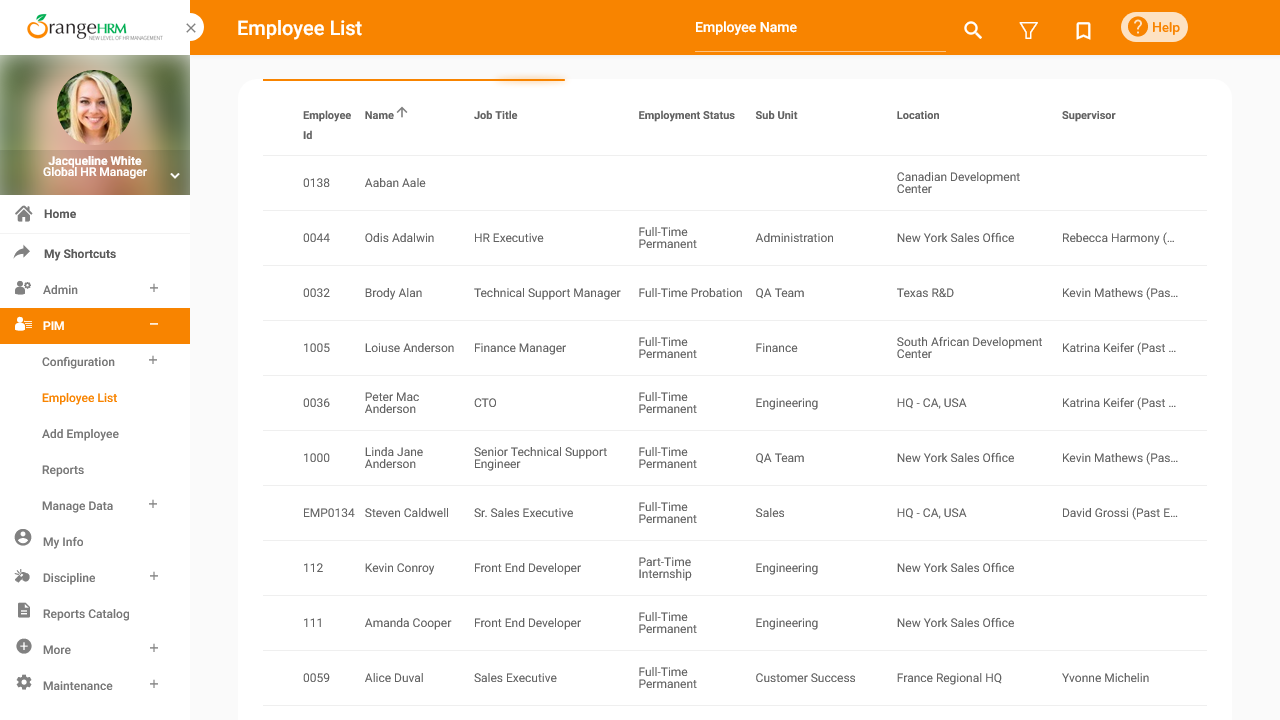 OrangeHRM
NEW LEVEL OF HR MANAGEMENT
Jacqueline White
Global HR Manager
Home
My Shortcuts
Admin
PIM
Configuration
Employee List
Add Employee
Reports
Manage Data
My Info
Discipline
Reports Catalog
More
Maintenance
Employee List
Employee Name
? Help
Employee Id Name Job Title Employment Status Sub Unit Location Supervisor
0138 Aaban Aale Canadian Development Center
0044 Odis Adalwin HR Executive Full-Time Permanent Administration New York Sales Office Rebecca Harmony (...
0032 Brody Alan Technical Support Manager Full-Time Probation QA Team Texas R&D Kevin Mathews (Pas...
1005 Loiuse Anderson Finance Manager Full-Time Permanent Finance South African Development Center Katrina Keifer (Past ...
0036 Peter Mac Anderson CTO Full-Time Permanent Engineering HQ - CA, USA Katrina Keifer (Past ...
1000 Linda Jane Anderson Senior Technical Support Engineer Full-Time Permanent QA Team New York Sales Office Kevin Mathews (Pas...
EMP0134 Steven Caldwell Sr. Sales Executive Full-Time Permanent Sales HQ - CA, USA David Grossi (Past E...
112 Kevin Conroy Front End Developer Part-Time Internship Engineering New York Sales Office
111 Amanda Cooper Front End Developer Full-Time Permanent Engineering New York Sales Office
0059 Alice Duval Sales Executive Full-Time Permanent Customer Success France Regional HQ Yvonne Michelin